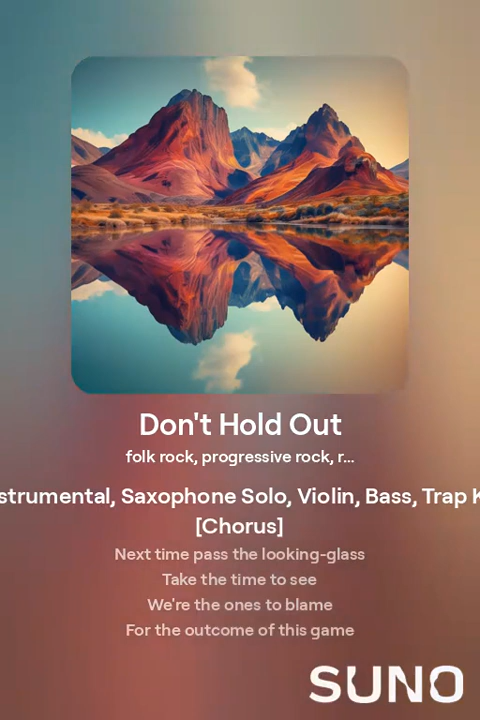 Don't Hold Out
folk rock, progressive rock, r...
strumental, Saxophone Solo, Violin, Bass, Trap K
[Chorus]
Next time pass the looking-glass
Take the time to see
We're the ones to blame
For the outcome of this game
SUNO